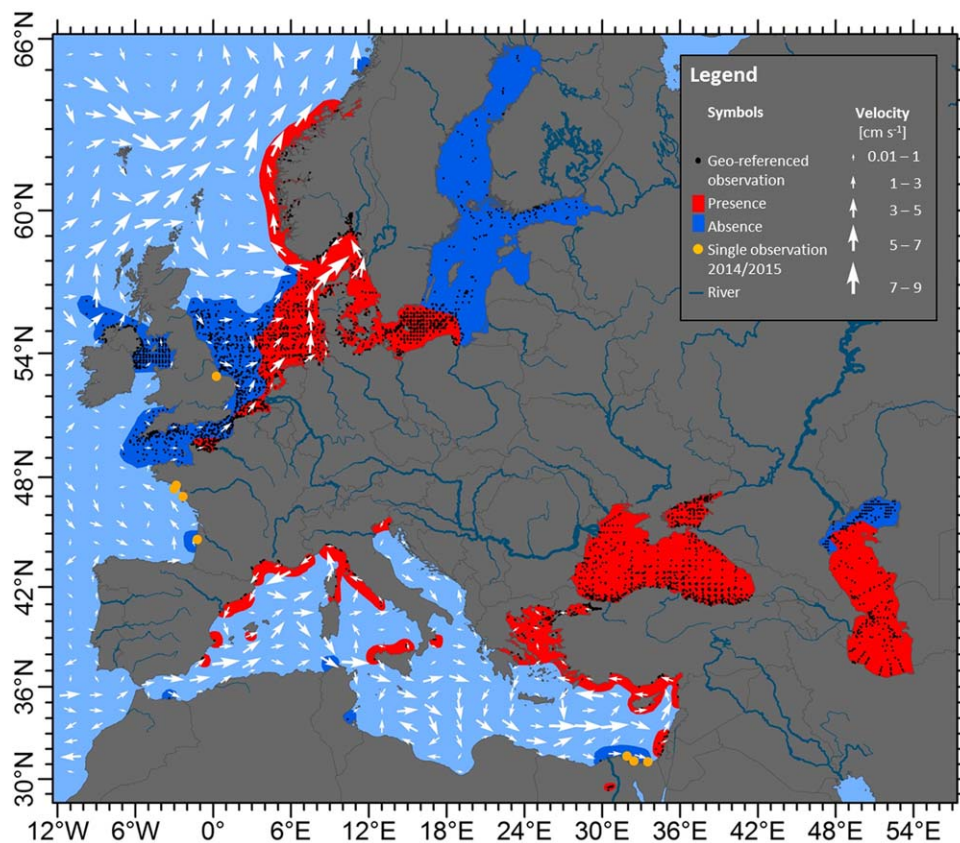 66°N
60°N
54°N
48°N
42°N
36°N
30°N
12°W 6°W 0° 6°E 12°E 18°E 24°E 30°E 36°E 42°E 48°E 54°E
Legend
Symbols
Velocity
[cm s⁻¹]
Geo-referenced
observation
Presence
Absence
Single observation
2014/2015
River
0.01 – 1
1 – 3
3 – 5
5 – 7
7 – 9